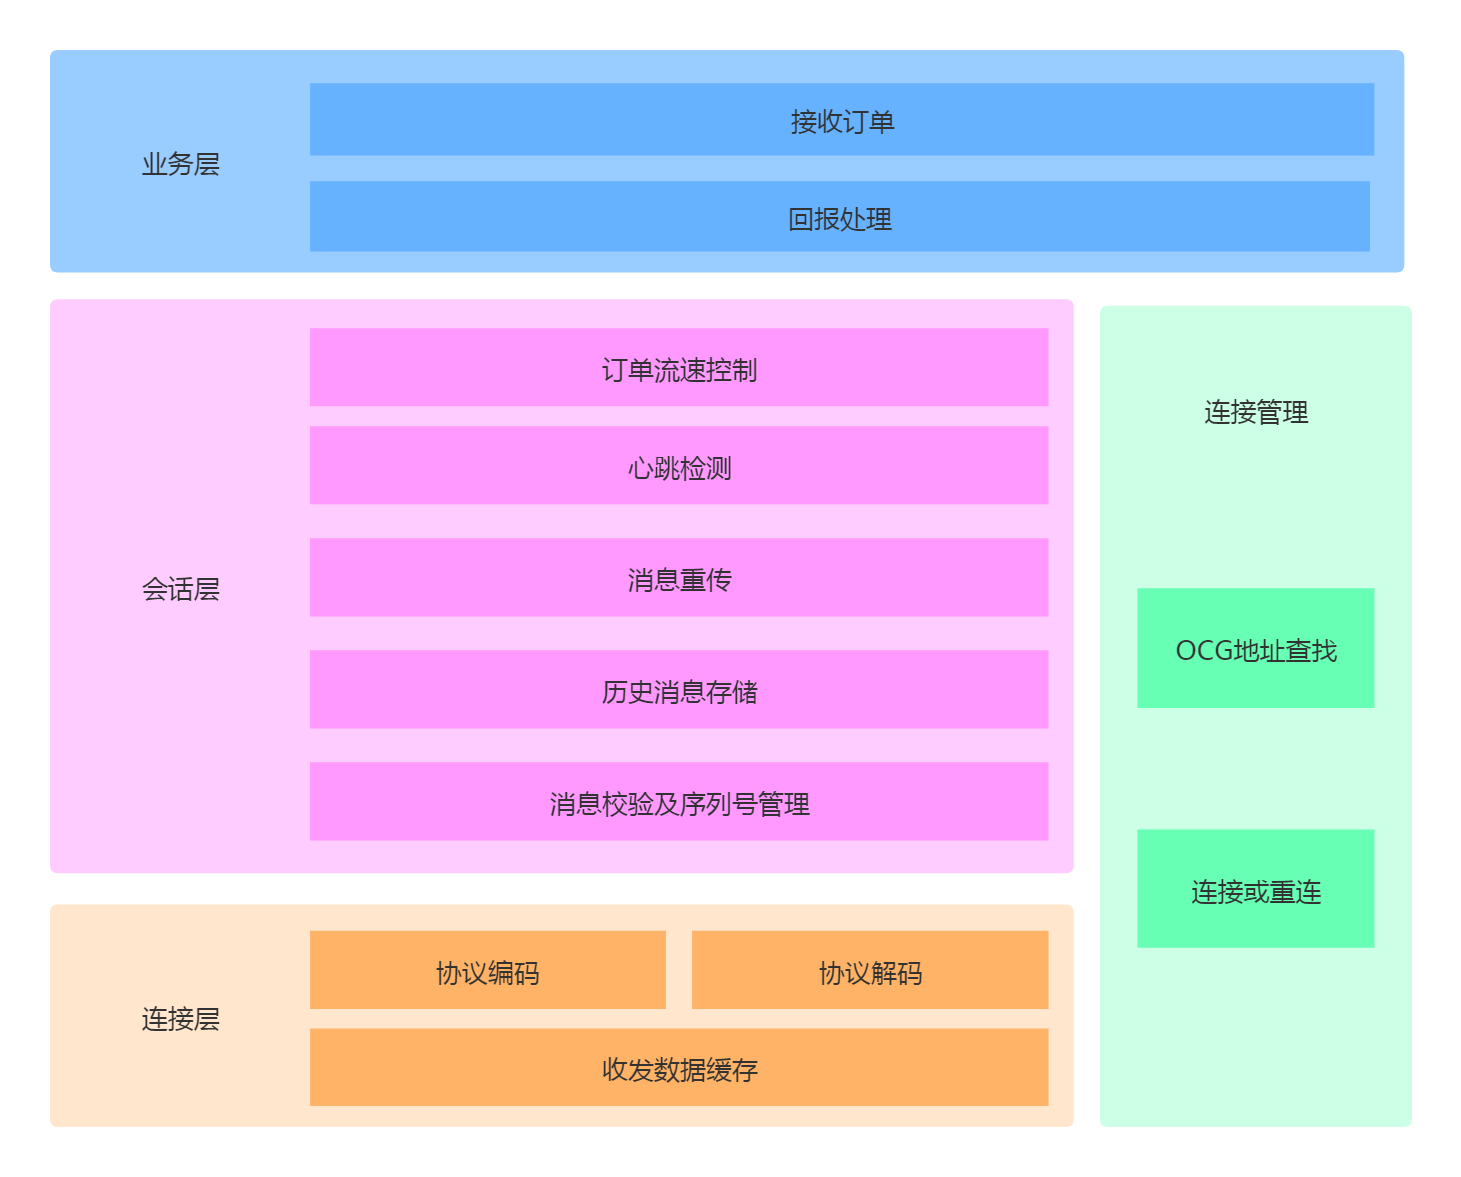 业务层
接收订单
回报处理
会话层
订单流速控制
心跳检测
消息重传
历史消息存储
消息校验及序列号管理
连接管理
OCG地址查找
连接或重连
连接层
协议编码
协议解码
收发数据缓存